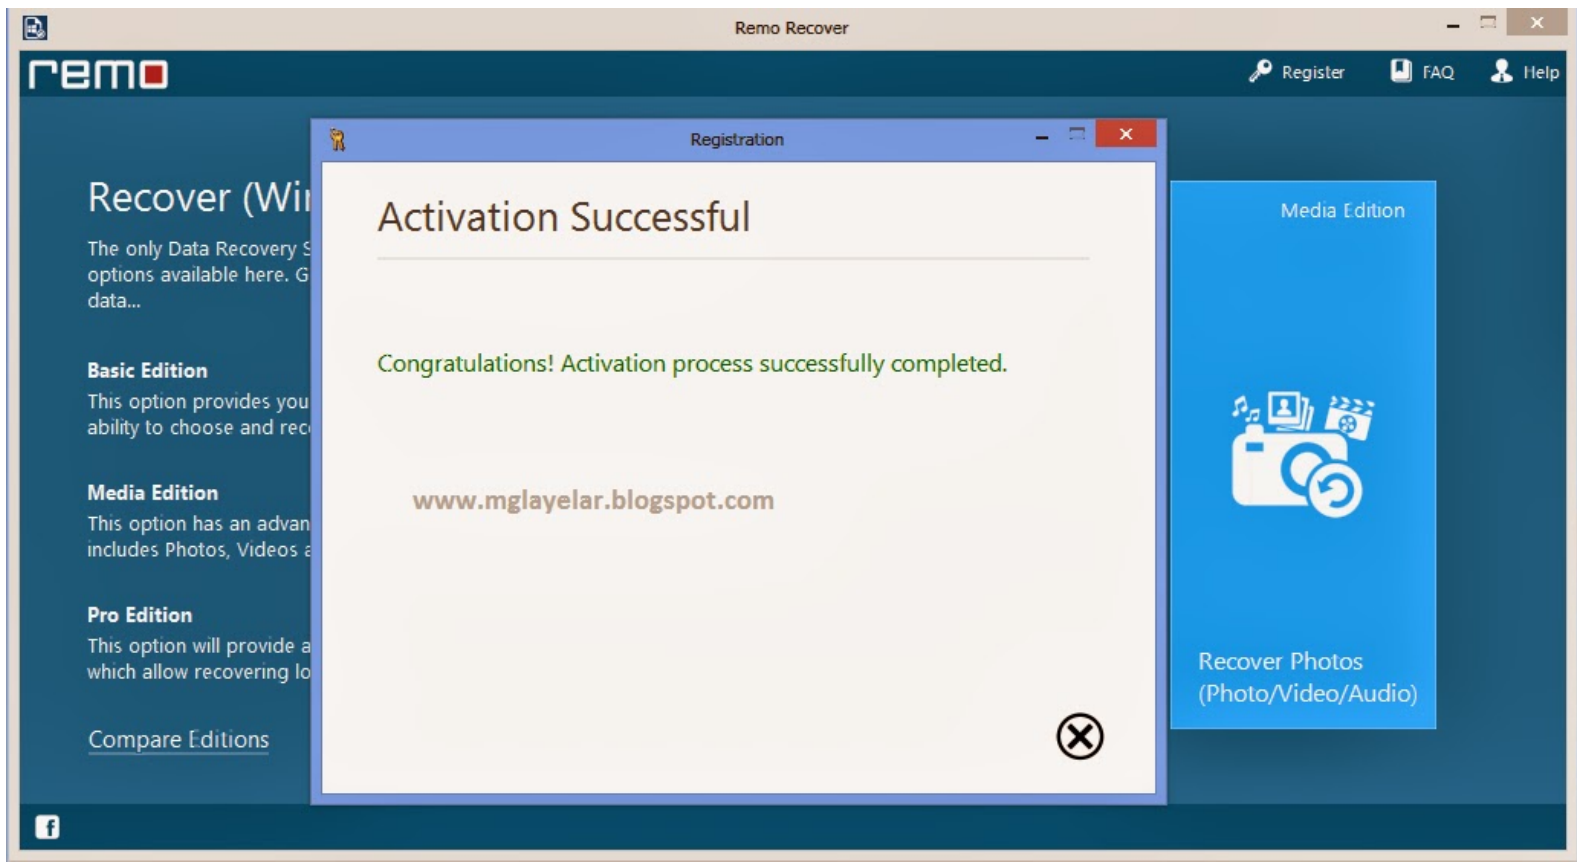 Remo Recover
remo
Register
FAQ
Help
Registration
Recover (Wi
The only Data Recovery S
options available here. G
data...
Basic Edition
This option provides you
ability to choose and rec
Media Edition
This option has an advan
includes Photos, Videos a
Pro Edition
This option will provide a
which allow recovering lo
Compare Editions
Activation Successful
Congratulations! Activation process successfully completed.
www.mglayelar.blogspot.com
Media Edition
Recover Photos
(Photo/Video/Audio)
f